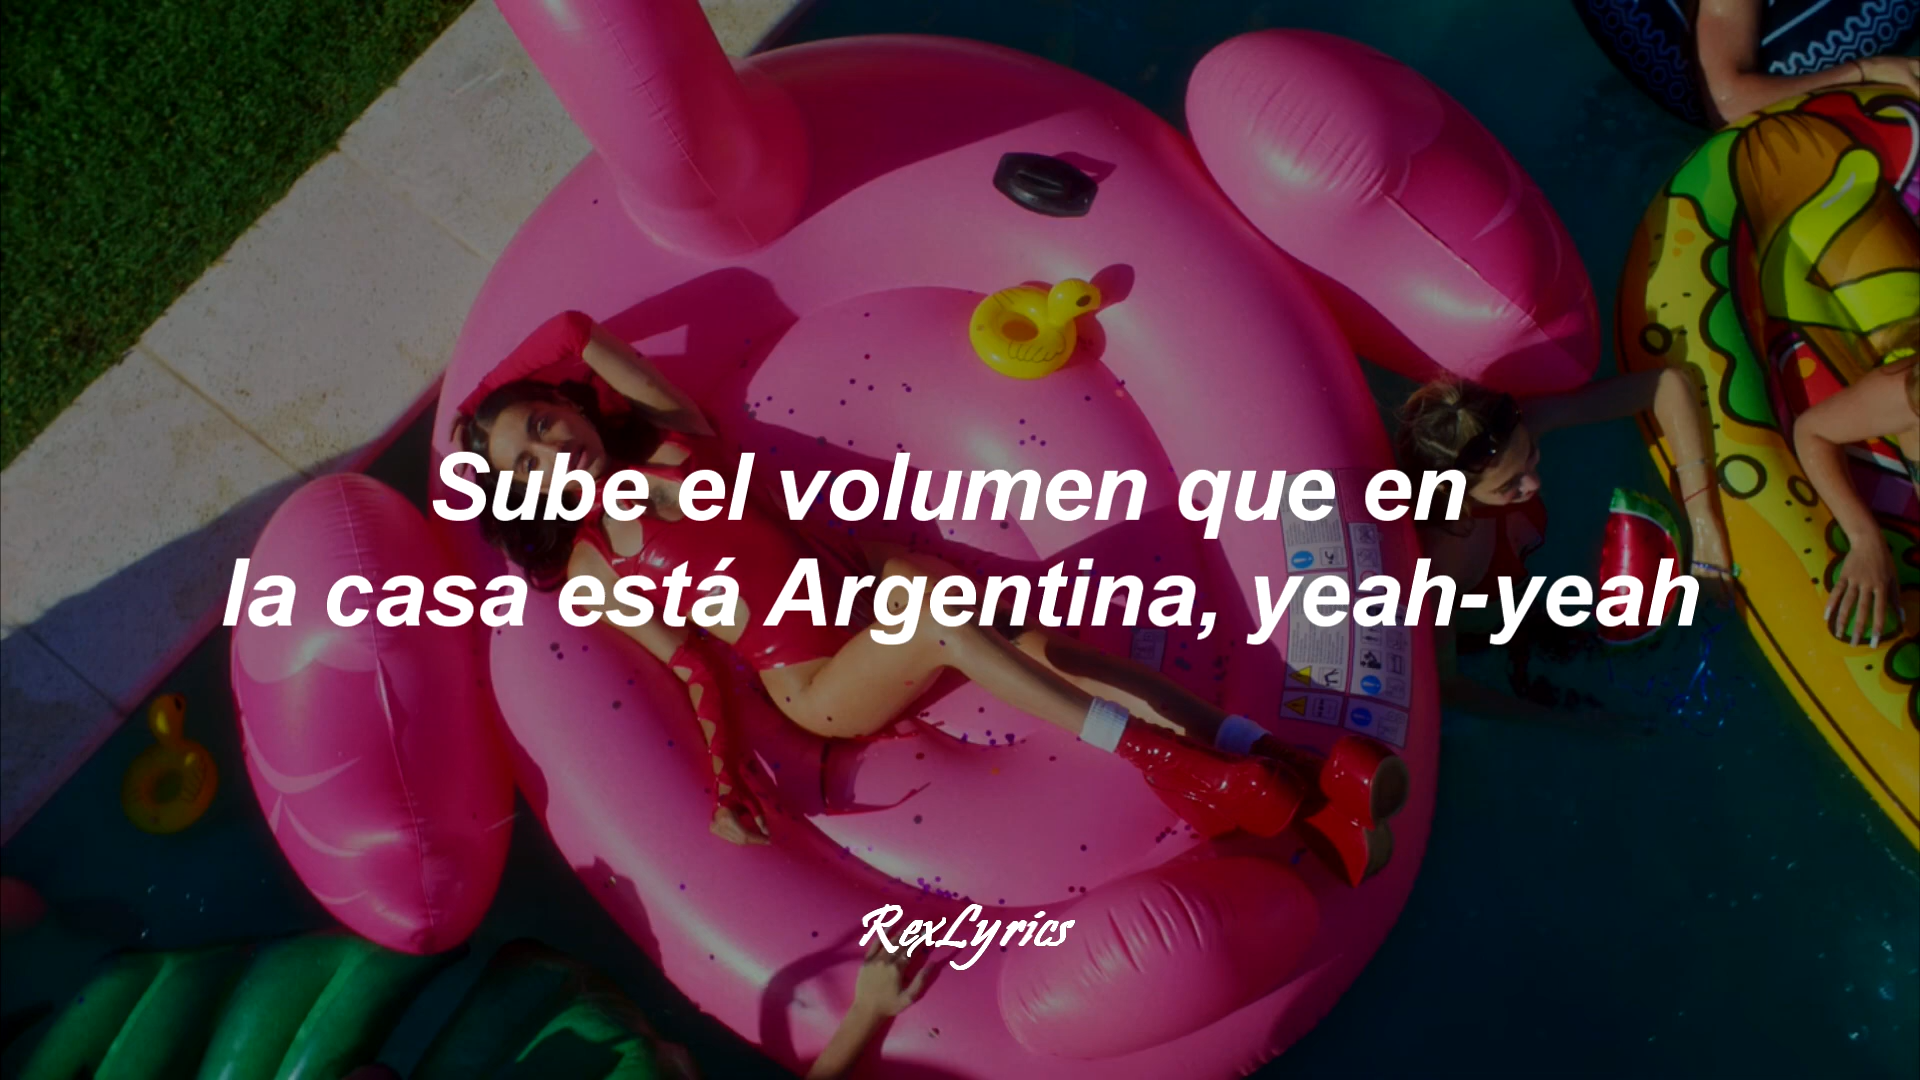 Sube el volumen que en
la casa está Argentina, yeah-yeah
RexLyrics